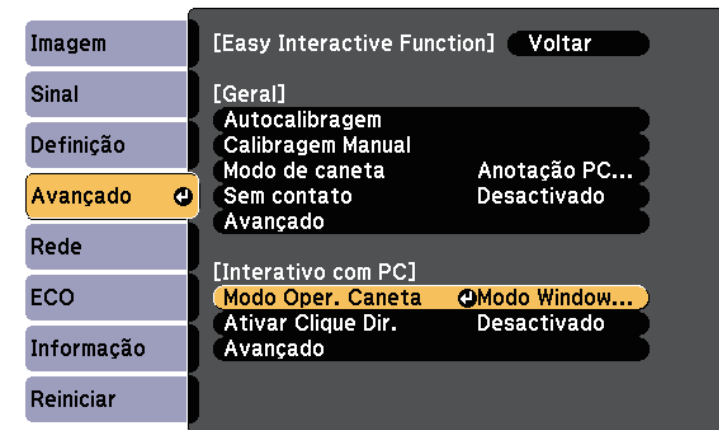 Imagem
Sinal
Definição
Avançado
Rede
ECO
Informação
Reiniciar
[Easy Interactive Function] Voltar
[Geral]
Autocalibragem
Calibragem Manual
Modo de caneta Anotação PC...
Sem contato Desactivado
Avançado
[Interativo com PC]
Modo Oper. Caneta Modo Window...
Ativar Clique Dir. Desactivado
Avançado